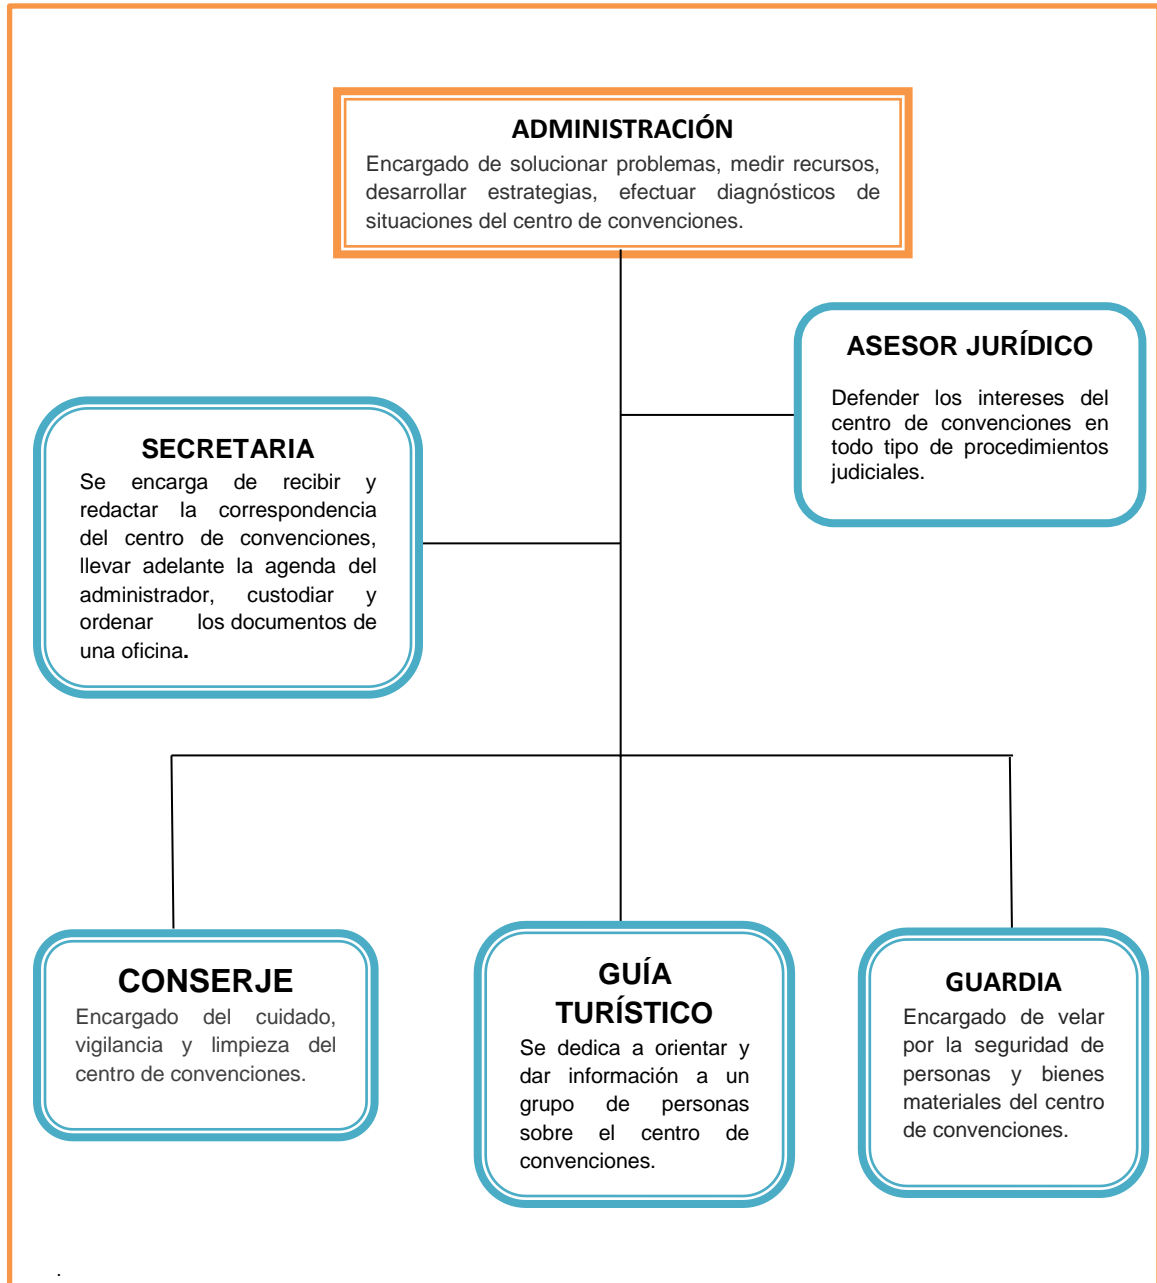 ADMINISTRACIÓN
Encargado de solucionar problemas, medir recursos,
desarrollar estrategias, efectuar diagnósticos de
situaciones del centro de convenciones.
ASESOR JURÍDICO
Defender los intereses del
centro de convenciones en
todo tipo de procedimientos
judiciales.
SECRETARIA
Se encarga de recibir y
redactar la correspondencia
del centro de convenciones,
llevar adelante la agenda del
administrador, custodiar y
ordenar los documentos de
una oficina.
CONSERJE
Encargado del cuidado,
vigilancia y limpieza del
centro de convenciones.
GUÍA
TURÍSTICO
Se dedica a orientar y
dar información a un
grupo de personas
sobre el centro de
convenciones.
GUARDIA
Encargado de velar
por la seguridad de
personas y bienes
materiales del centro
de convenciones.
.